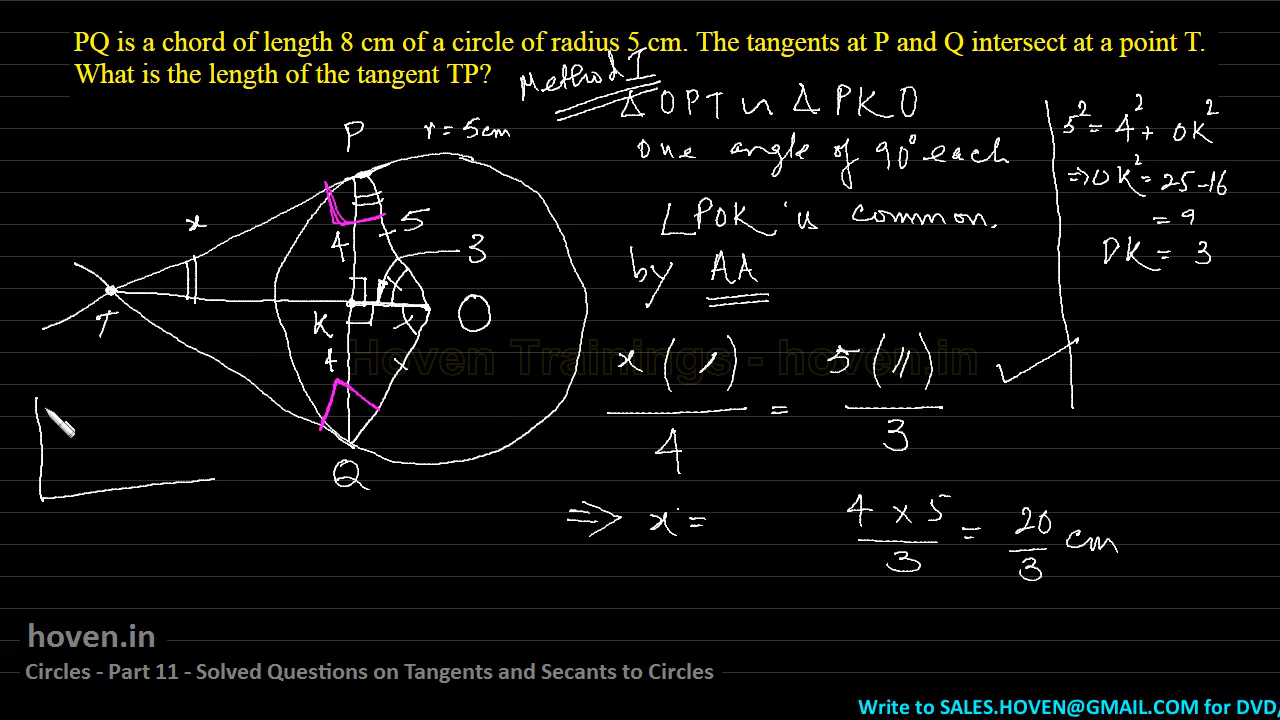 PQ is a chord of length 8 cm of a circle of radius 5 cm. The tangents at P and Q intersect at a point T.
What is the length of the tangent TP?
Method I
Δ OPT ~ Δ PKO
one angle of 90° each
∠POK is common.
by AA
x ( / ) / 4 = 5 ( // ) / 3
⇒ x = 4 × 5 / 3 = 20 / 3 cm
5² = 4² + OK²
⇒ OK² = 25 - 16
= 9
OK = 3
P
r = 5cm
x
5
4
3
T
K
O
4
Q
Hoven Trainings - hoven.in
hoven.in
Circles - Part 11 - Solved Questions on Tangents and Secants to Circles
Write to SALES.HOVEN@GMAIL.COM for DVD/